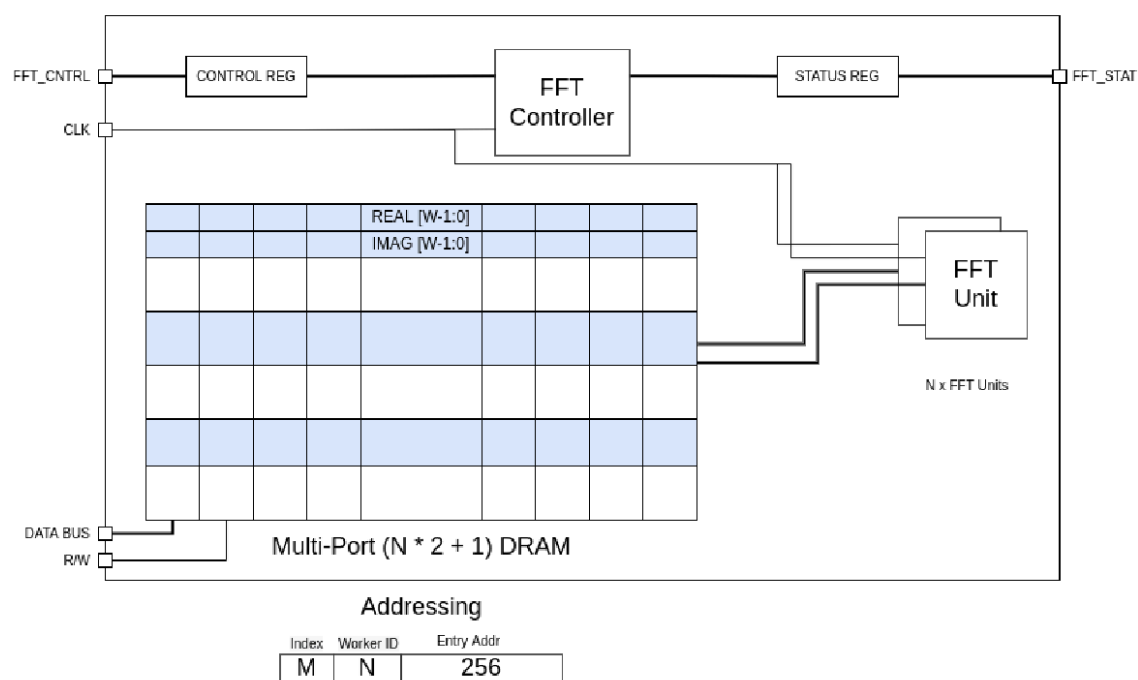 FFT_CNTRL
CONTROL REG
FFT
Controller
STATUS REG
FFT_STAT
CLK
REAL [W-1:0]
IMAG [W-1:0]
FFT
Unit
N x FFT Units
DATA BUS
R/W
Multi-Port (N * 2 + 1) DRAM
Addressing
Index Worker ID Entry Addr
M N 256